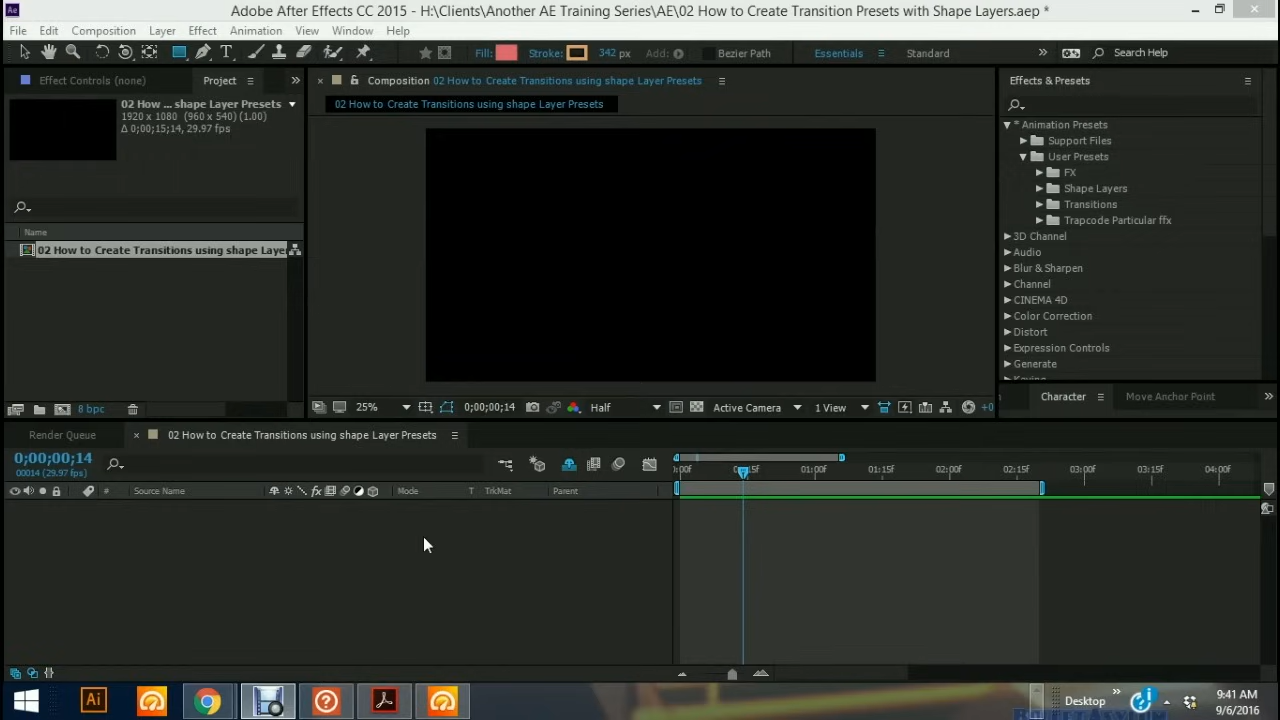 Ae Adobe After Effects CC 2015 - H:\Clients\Another AE Training Series\AE\02 How to Create Transition Presets with Shape Layers.aep *
File Edit Composition Layer Effect Animation View Window Help
Fill: Stroke: 342 px Add: Bezier Path Essentials Standard Search Help
Effect Controls (none) Project
Composition 02 How to Create Transitions using shape Layer Presets
Effects & Presets
02 How ... shape Layer Presets
1920 x 1080 (960 x 540) (1.00)
Δ 0;00;15;14, 29.97 fps
02 How to Create Transitions using shape Layer Presets
* Animation Presets
Support Files
User Presets
FX
Shape Layers
Transitions
Trapcode Particular ffx
3D Channel
Audio
Blur & Sharpen
Channel
CINEMA 4D
Color Correction
Distort
Expression Controls
Generate
Name
02 How to Create Transitions using shape Laye
8 bpc
25% 0;00;00;14 Half Active Camera 1 View +0
Character Move Anchor Point
Render Queue 02 How to Create Transitions using shape Layer Presets
0;00;00;14
00014 (29.97 fps)
:00f 00:15f 01:00f 01:15f 02:00f 02:15f 03:00f 03:15f 04:00f
# Source Name fx Mode T TrkMat Parent
Ai Desktop
9:41 AM
9/6/2016